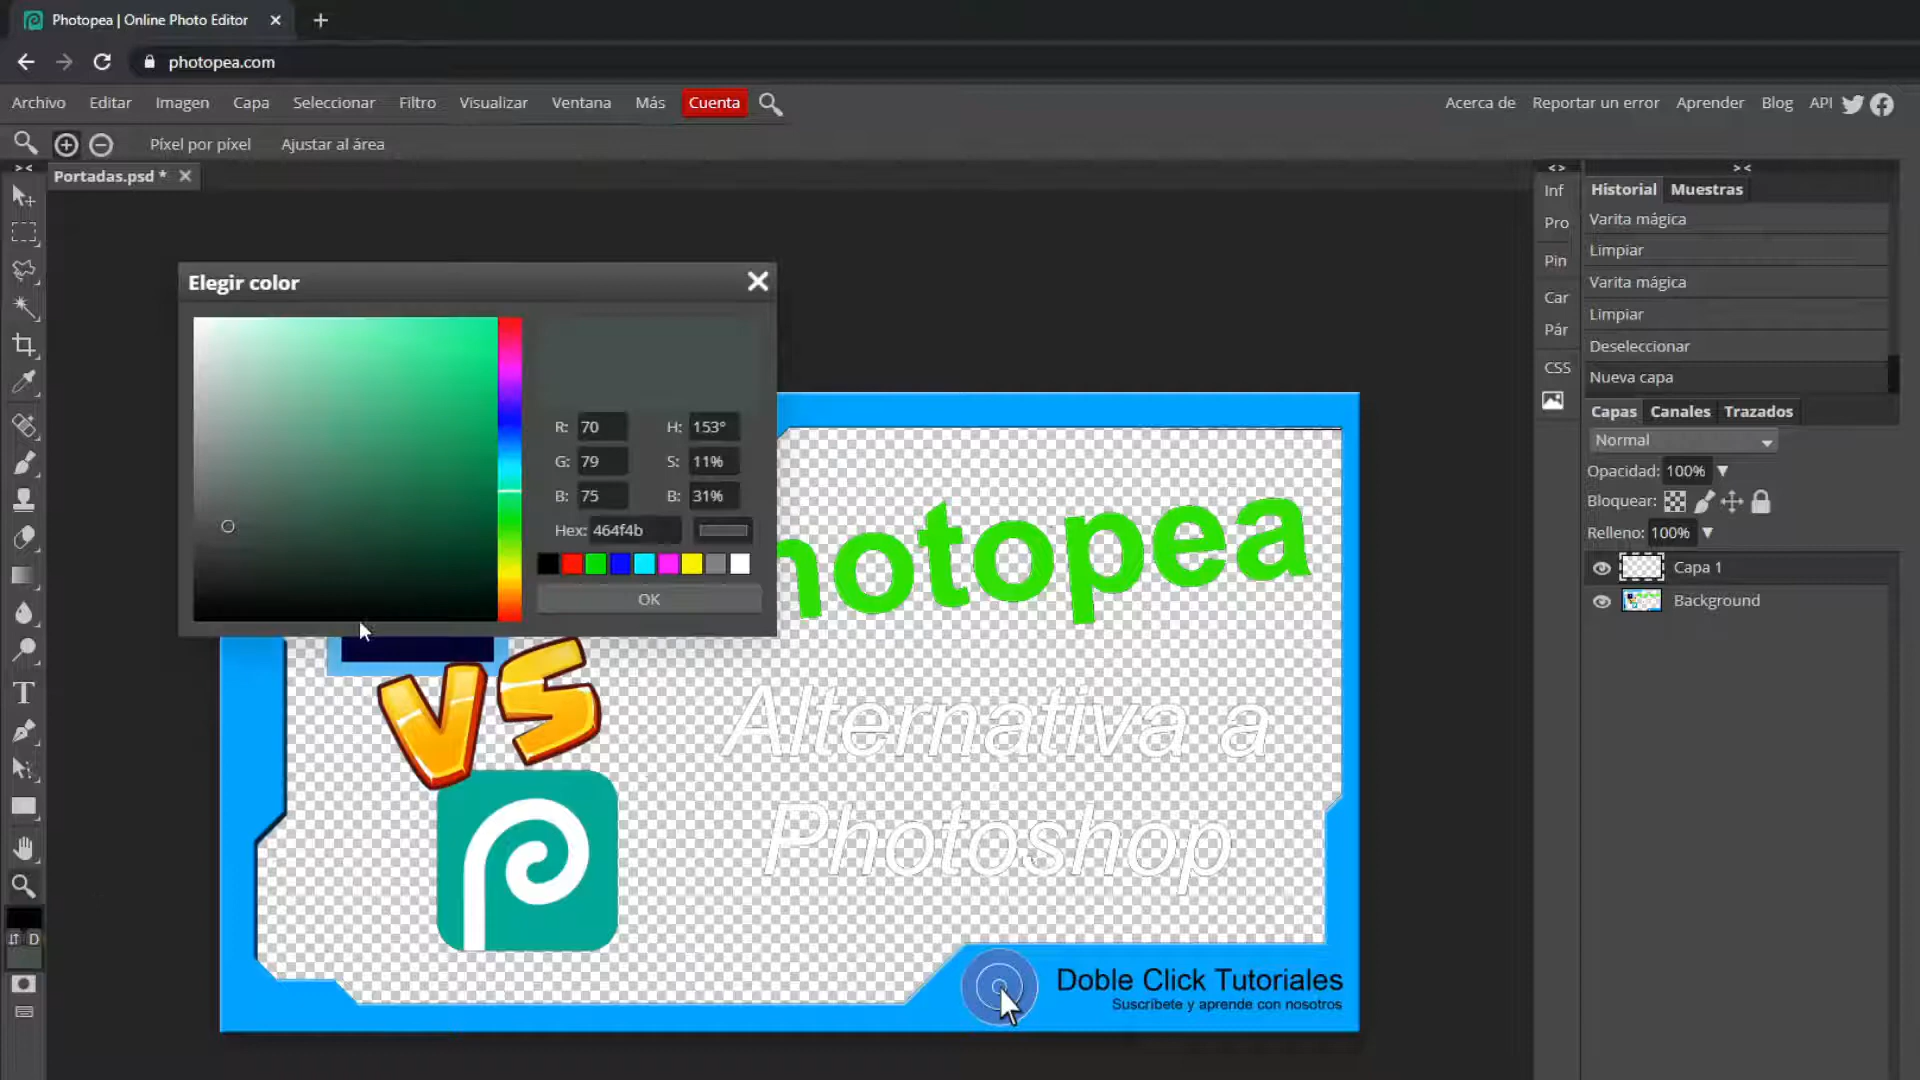 Photopea | Online Photo Editor
photopea.com
Archivo Editar Imagen Capa Seleccionar Filtro Visualizar Ventana Más Cuenta
Acerca de Reportar un error Aprender Blog API
Píxel por píxel Ajustar al área
Portadas.psd *
Elegir color
R: 70 H: 153°
G: 79 S: 11%
B: 75 B: 31%
Hex: 464f4b
OK
hotopea
VS
Alternativa a
Photoshop
Doble Click Tutoriales
Suscríbete y aprende con nosotros
D
Inf
Pro
Pin
Car
Pár
CSS
Historial Muestras
Varita mágica
Limpiar
Varita mágica
Limpiar
Deseleccionar
Nueva capa
Capas Canales Trazados
Normal
Opacidad: 100%
Bloquear:
Relleno: 100%
Capa 1
Background